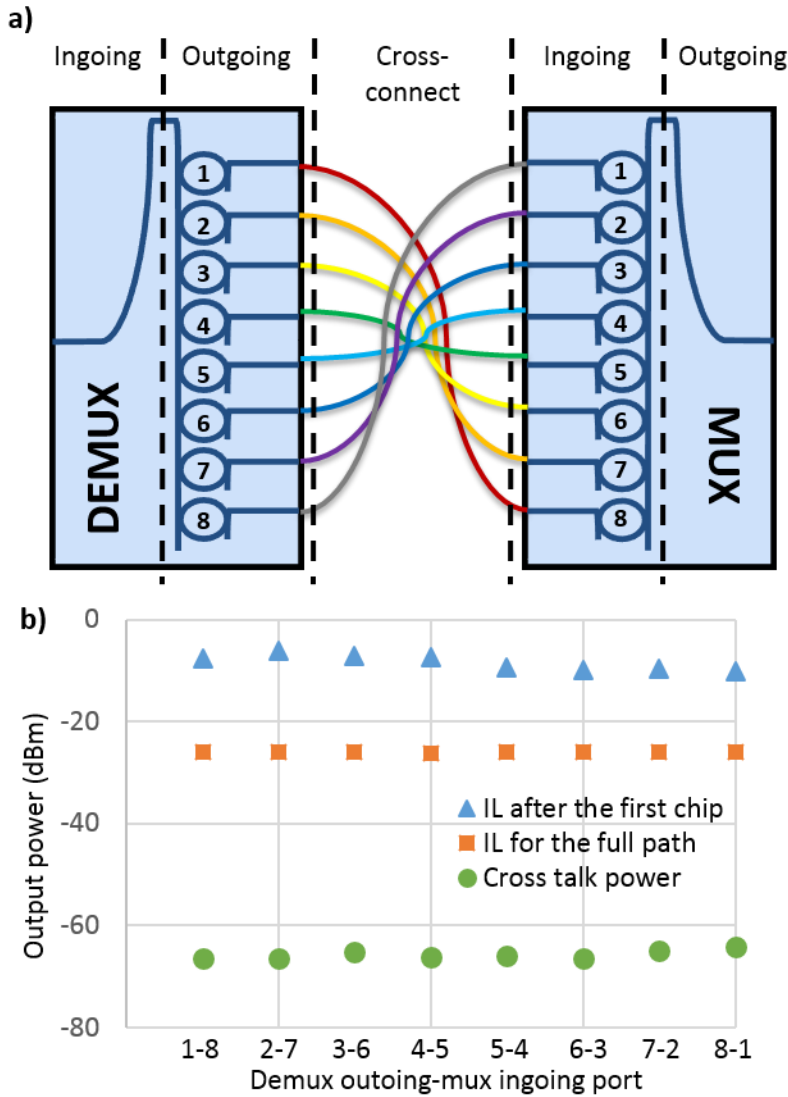 a)
Ingoing
Outgoing
Cross-
connect
Ingoing
Outgoing
1
2
3
4
5
6
7
8
DEMUX
1
2
3
4
5
6
7
8
MUX
b)
0
-20
-40
-60
-80
Output power (dBm)
IL after the first chip
IL for the full path
Cross talk power
1-8 2-7 3-6 4-5 5-4 6-3 7-2 8-1
Demux outoing-mux ingoing port